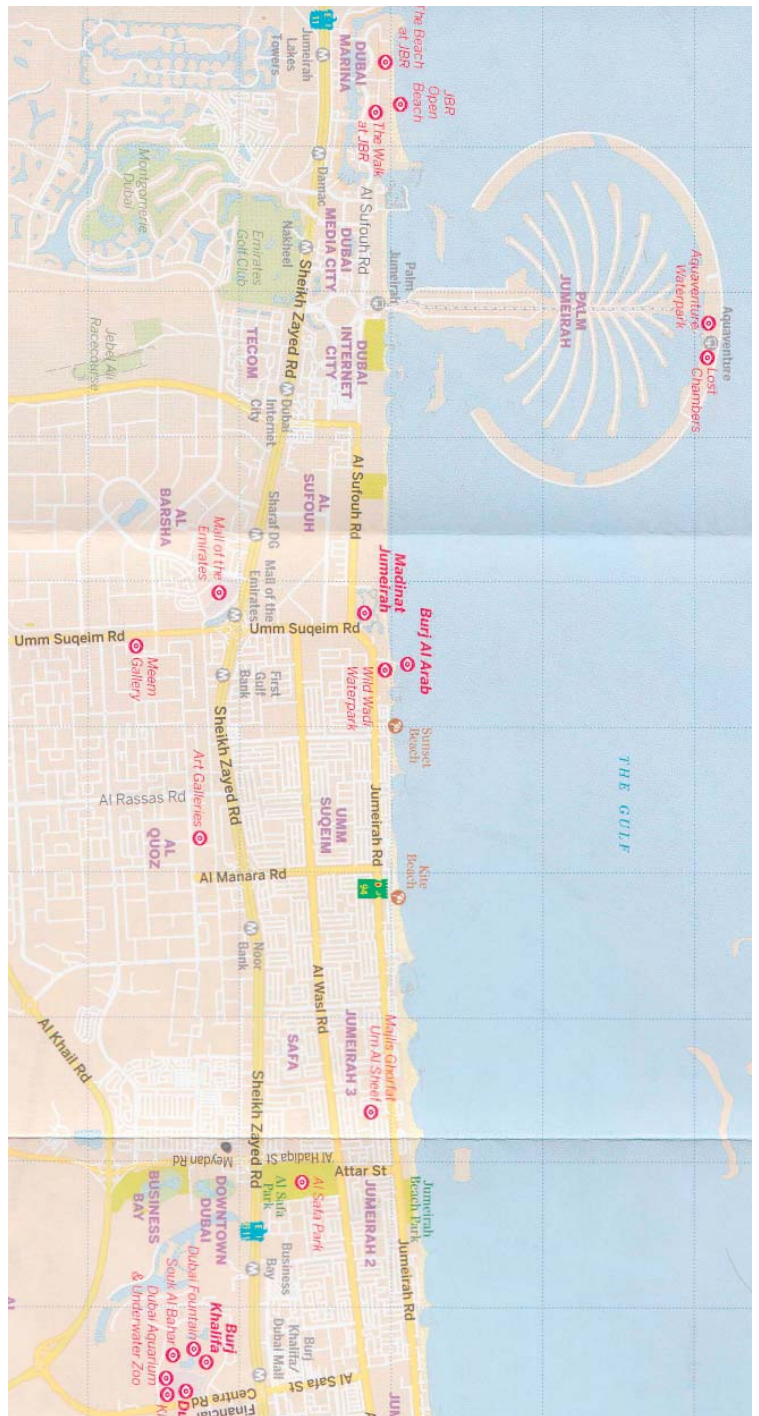 The Beach
at JBR
JBR
Open
Beach
The Walk
at JBR
DUBAI
MARINA
Jumeirah
Lakes
Towers
E
11
M
Damac
Al Sufouh Rd
DUBAI
MEDIA CITY
M
Nakheel
Montgomerie
Dubai
Emirates
Golf Club
Sheikh Zayed Rd
Palm
Jumeirah
PALM
JUMEIRAH
Aquaventure
Aquaventure
Waterpark
Lost
Chambers
DUBAI
INTERNET
CITY
TECOM
Jebel Ali
Racecourse
M
Dubai
Internet
City
AL
SUFOUH
Al Sufouh Rd
Sharaf DG
M
AL
BARSHA
Mall of the
Emirates
Mall of the
Emirates
M
Madinat
Jumeirah
Burj Al Arab
Wild Wadi
Waterpark
Umm Suqeim Rd
Umm Suqeim Rd
Meem
Gallery
First
Gulf
Bank
M
Sunset
Beach
THE GULF
Sheikh Zayed Rd
Jumeirah Rd
UMM
SUQEIM
Art Galleries
Al Rassas Rd
AL
QUOZ
Al Manara Rd
Kite
Beach
D
94
M
Noor
Bank
Al Wasl Rd
JUMEIRAH 3
SAFA
Majlis Ghorfat
Um Al Sheef
Al Khail Rd
Sheikh Zayed Rd
Meydan Rd
Al Hadiqa St
Attar St
Al Safa Park
Al Safa
Park
Jumeirah
Beach Park
JUMEIRAH 2
Jumeirah Rd
BUSINESS
BAY
DOWNTOWN
DUBAI
E
11
Business
Bay
M
Burj
Khalifa
Dubai Fountain
Souk Al Bahar
Dubai Aquarium
& Underwater Zoo
Burj
Khalifa/
Dubai Mall
M
Al Safa St
Financial
Centre Rd
Du
JUM